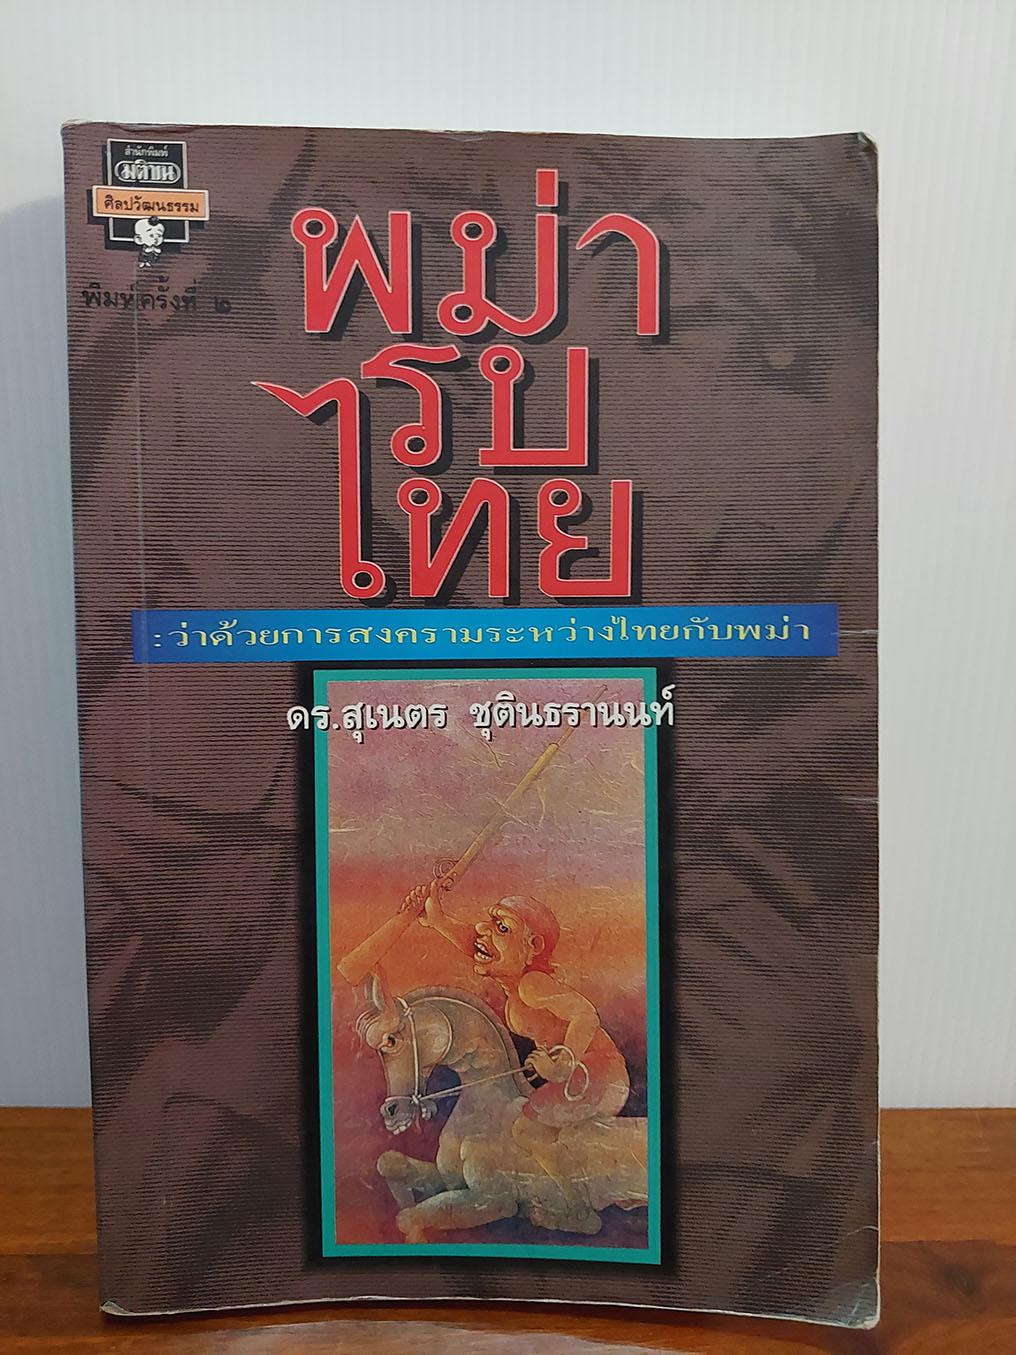 สำนักพิมพ์
มติชน
ศิลปวัฒนธรรม
พิมพ์ครั้งที่ ๒
พม่า
รบ
ไทย
: ว่าด้วยการสงครามระหว่างไทยกับพม่า
ดร.สุเนตร ชุตินธรานนท์